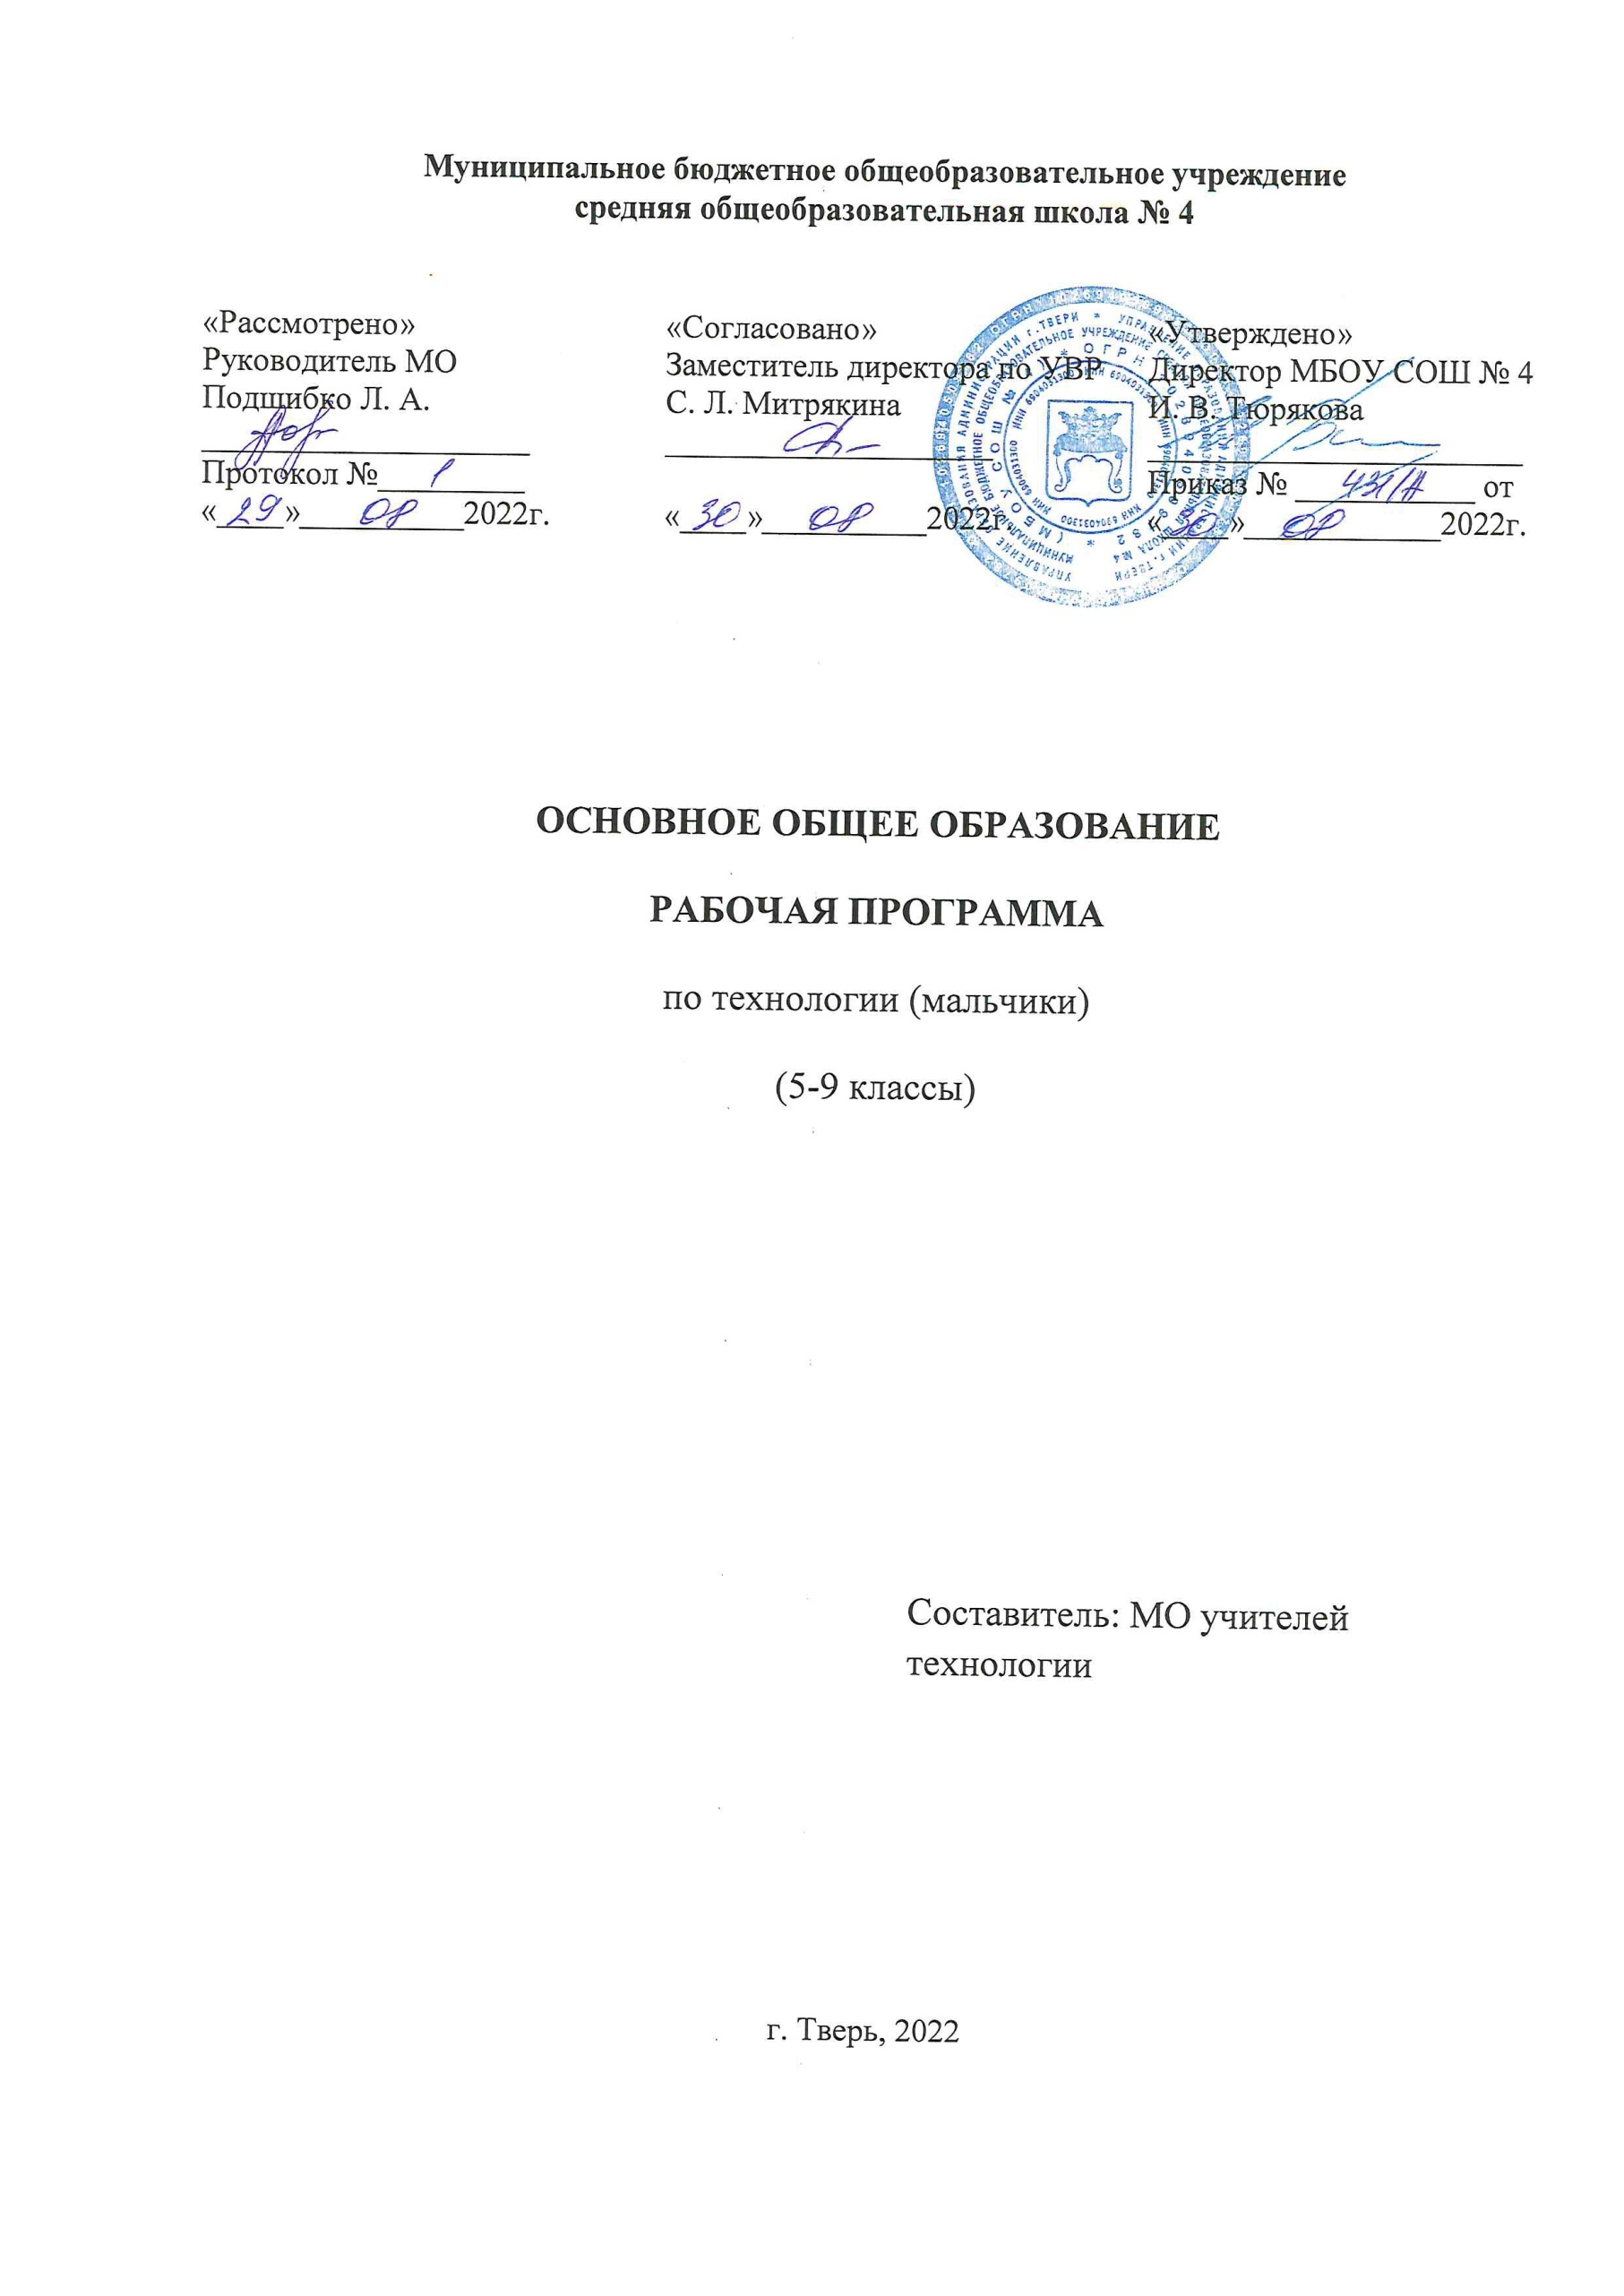 Муниципальное бюджетное общеобразовательное учреждение
средняя общеобразовательная школа № 4
«Рассмотрено»
Руководитель МО
Подшибко Л. А.
Протокол № 1
«29» 08 2022г.
«Согласовано»
Заместитель директора по УВР
С. Л. Митрякина
«30» 08 2022г.
«Утверждено»
Директор МБОУ СОШ № 4
И. В. Тюрякова
Приказ № от
«30» 08 2022г.
ОСНОВНОЕ ОБЩЕЕ ОБРАЗОВАНИЕ
РАБОЧАЯ ПРОГРАММА
по технологии (мальчики)
(5-9 классы)
Составитель: МО учителей
технологии
г. Тверь, 2022